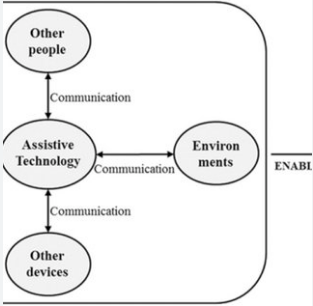 Other
people
Communication
Assistive
Technology
Environ
ments
Communication
ENABL
Communication
Other
devices